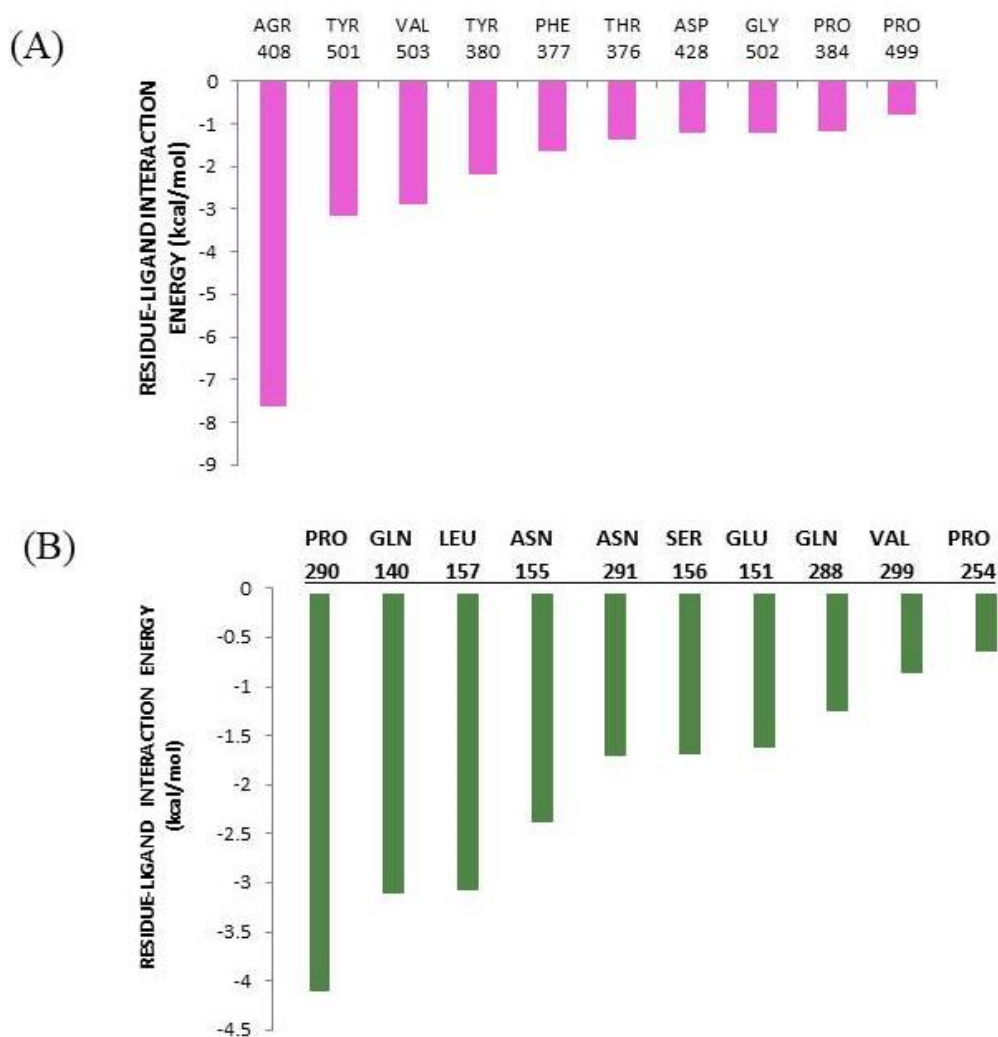 (A)
AGR TYR VAL TYR PHE THR ASP GLY PRO PRO
408 501 503 380 377 376 428 502 384 499
RESIDUE-LIGAND INTERACTION
ENERGY (kcal/mol)
0
-1
-2
-3
-4
-5
-6
-7
-8
-9
(B)
PRO GLN LEU ASN ASN SER GLU GLN VAL PRO
290 140 157 155 291 156 151 288 299 254
RESIDUE-LIGAND INTERACTION ENERGY
(kcal/mol)
0
-0.5
-1
-1.5
-2
-2.5
-3
-3.5
-4
-4.5